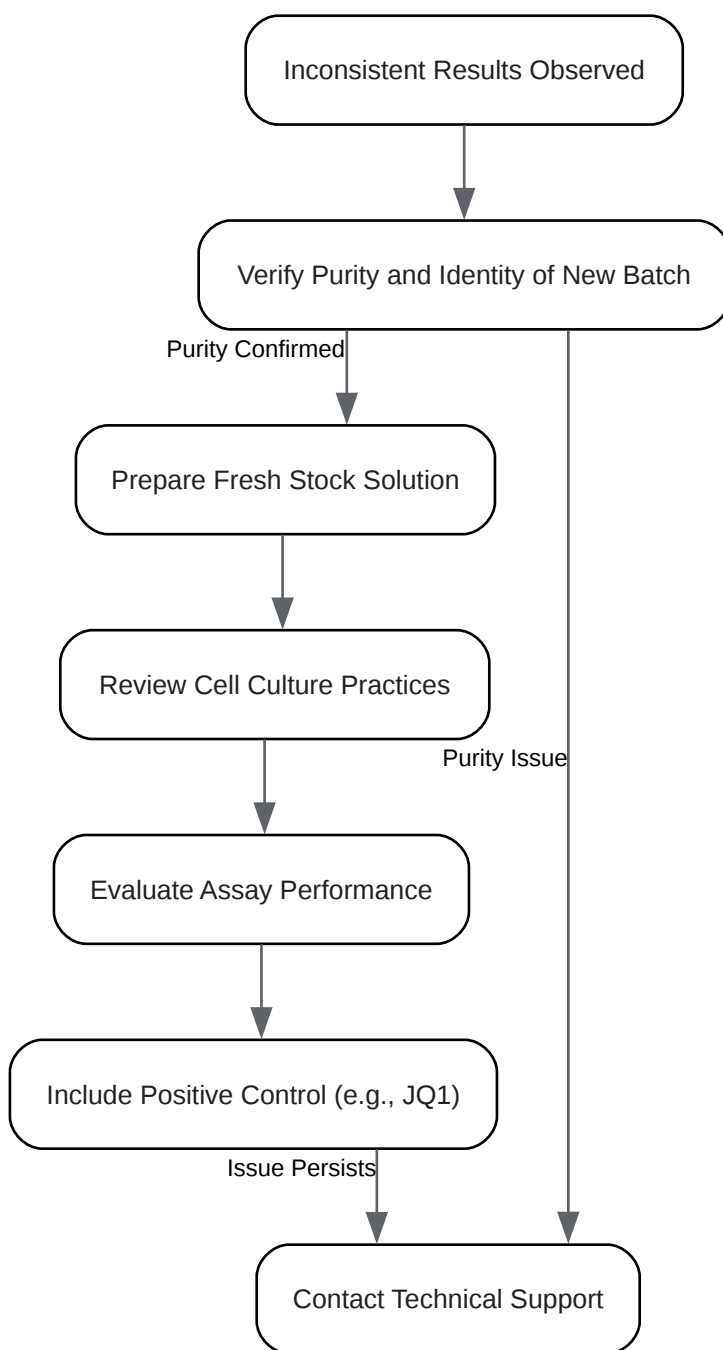 Inconsistent Results Observed
Verify Purity and Identity of New Batch
Purity Confirmed
Prepare Fresh Stock Solution
Review Cell Culture Practices
Purity Issue
Evaluate Assay Performance
Include Positive Control (e.g., JQ1)
Issue Persists
Contact Technical Support